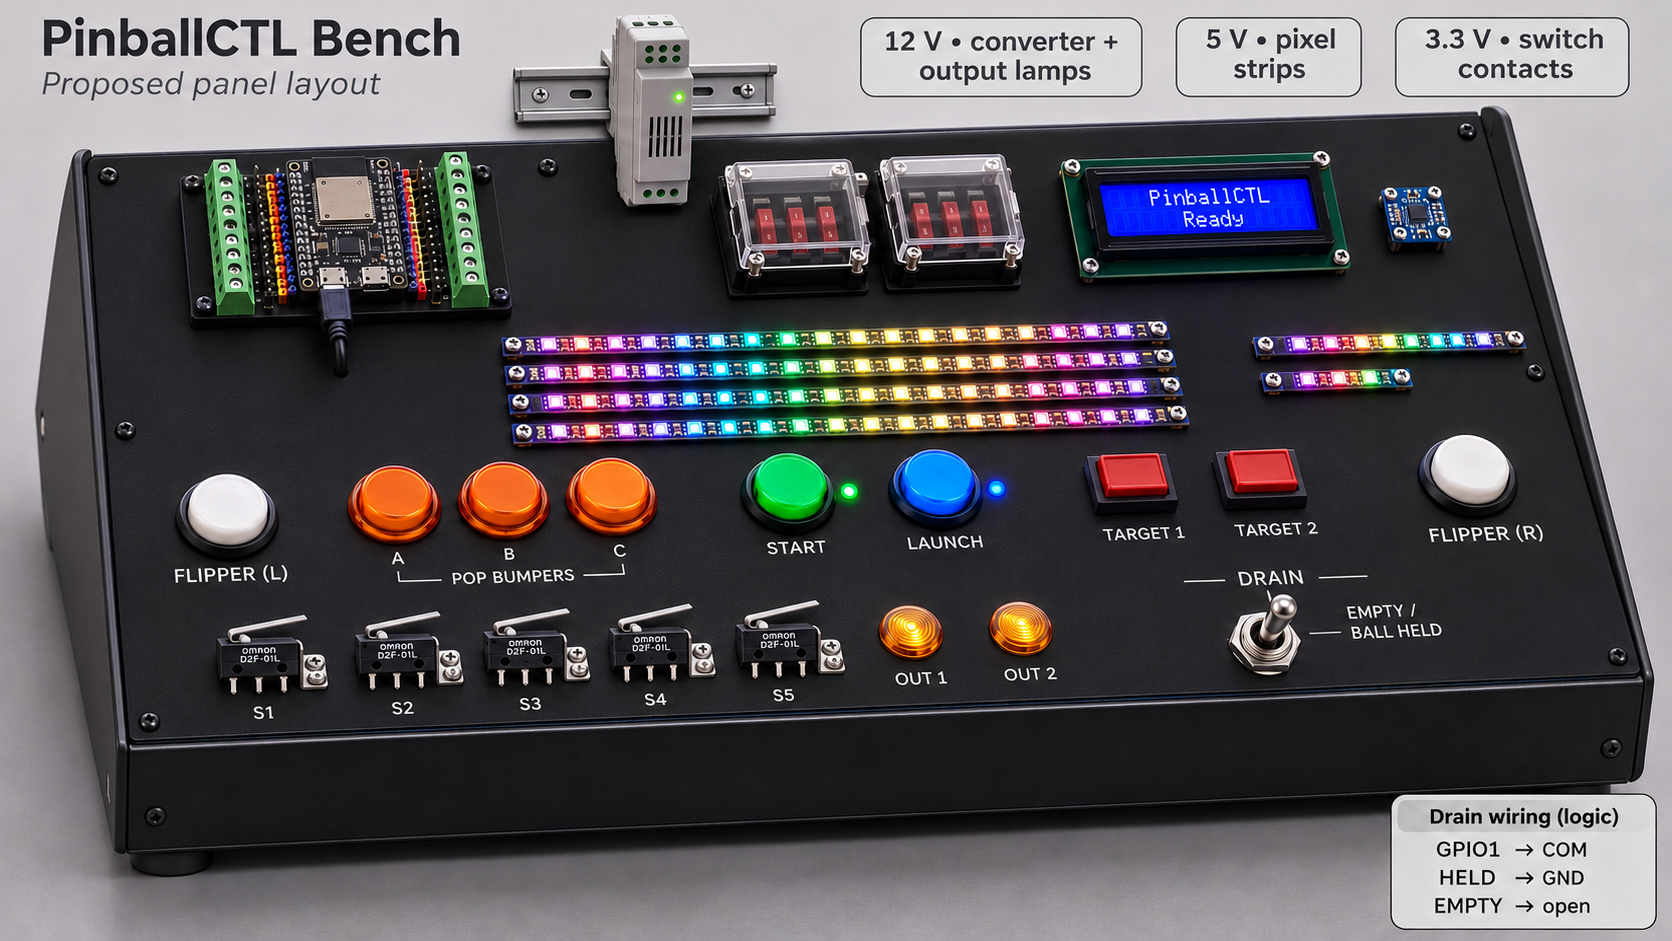 PinballCTL Bench
Proposed panel layout
12 V • converter +
output lamps
5 V • pixel
strips
3.3 V • switch
contacts
PinballCTL
Ready
FLIPPER (L)
A
B
C
POP BUMPERS
START
LAUNCH
TARGET 1
TARGET 2
FLIPPER (R)
DRAIN
EMPTY /
BALL HELD
OMRON
D2F-01L
OMRON
D2F-01L
OMRON
D2F-01L
OMRON
D2F-01L
OMRON
D2F-01L
S1
S2
S3
S4
S5
OUT 1
OUT 2
Drain wiring (logic)
GPIO1 → COM
HELD → GND
EMPTY → open